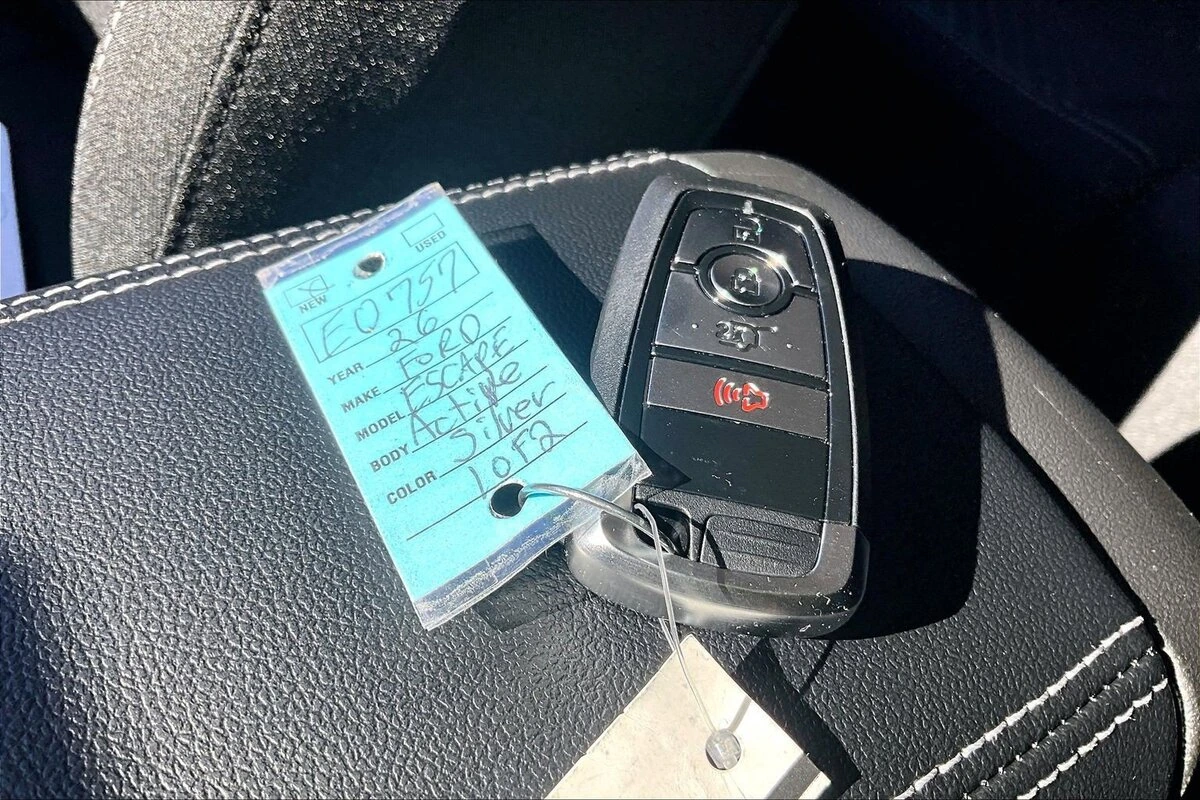 USED
NEW
EQ757
YEAR 26
MAKE FORD
MODEL ESCAPE
BODY Active
COLOR Silver
1 OF 2